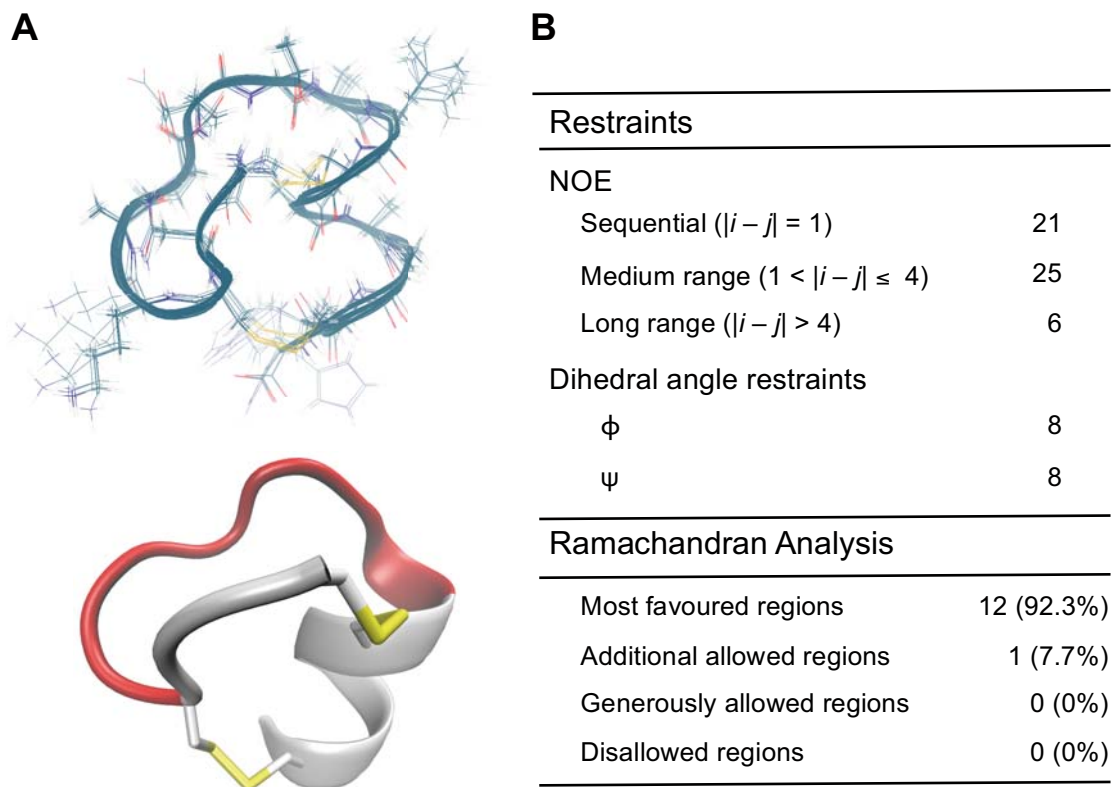 A
B
Restraints
NOE
Sequential (|i – j| = 1) 21
Medium range (1 < |i – j| ≤ 4) 25
Long range (|i – j| > 4) 6
Dihedral angle restraints
ϕ 8
ψ 8
Ramachandran Analysis
Most favoured regions 12 (92.3%)
Additional allowed regions 1 (7.7%)
Generously allowed regions 0 (0%)
Disallowed regions 0 (0%)